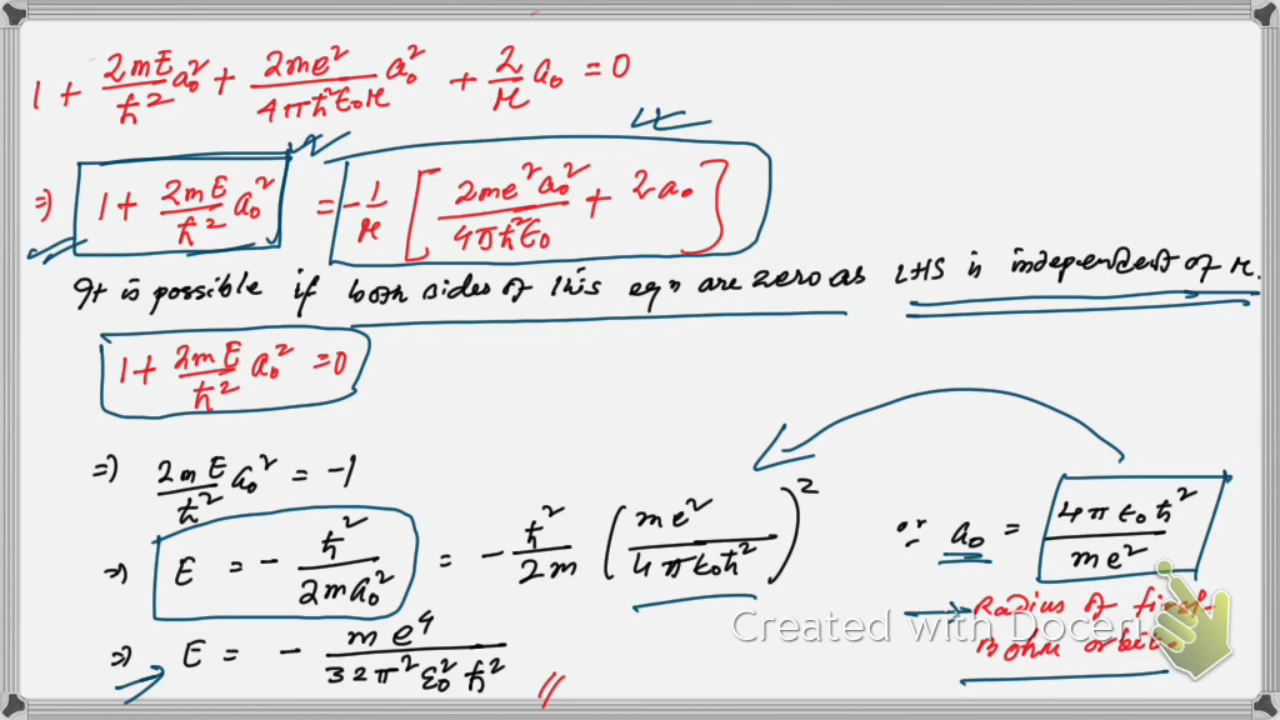 1 + 2mE/ħ² a₀² + 2me²/4πħ²ε₀r a₀² + 2/r a₀ = 0
⇒) 1 + 2mE/ħ² a₀² = -1/r [ 2me²a₀²/4πħ²ε₀ + 2a₀ ]
It is possible if both sides of this eqn are zero as LHS is independent of r.
1 + 2mE/ħ² a₀² = 0
⇒) 2mE/ħ² a₀² = -1
⇒) E = - ħ²/2ma₀² = - ħ²/2m ( me²/4πε₀ħ² )² ∵ a₀ = 4πε₀ħ²/me²
→ Radius of first
Bohr orbit
⇒) E = - me⁴/32π²ε₀²ħ² //
Created with Doceri